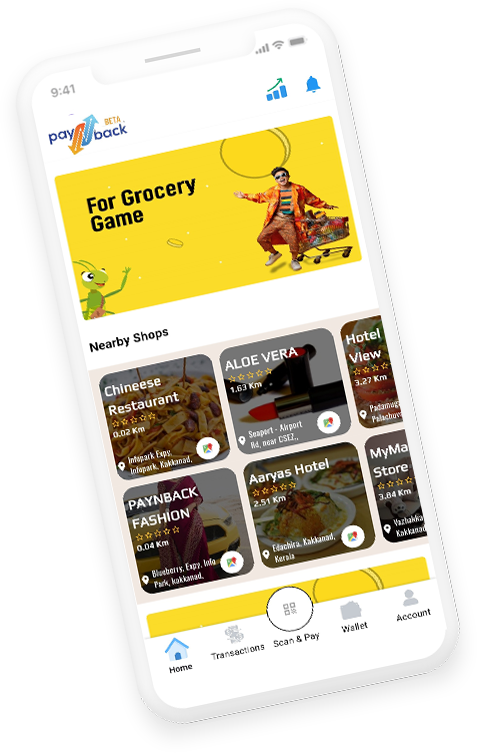 9:41
BETA
pay back
For Grocery
Game
Nearby Shops
Chineese
Restaurant
0.02 Km
Infopark Expy,
Infopark, Kakkanad,
ALOE VERA
1.63 Km
Seaport - Airport
Rd, near CSEZ,,
Hotel
View
3.27 Km
Padamug
Palachuva
PAYNBACK
FASHION
0.04 Km
Blueberry, Expy, Info
Park, kakkanad,
Aaryas Hotel
2.51 Km
Edachira, Kakkanad,
Kerala
MyMa
Store
3.84 Km
Vazhakka
Kakkanad
Home
Transactions
Scan & Pay
Wallet
Account